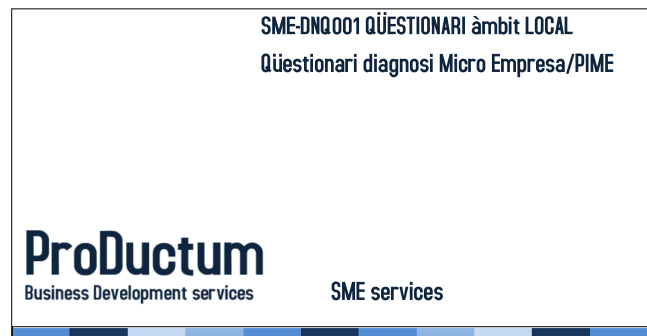 SME-DNQ001 QÜESTIONARI àmbit LOCAL
Qüestionari diagnosi Micro Empresa/PIME
ProDuctum
Business Development services
SME services